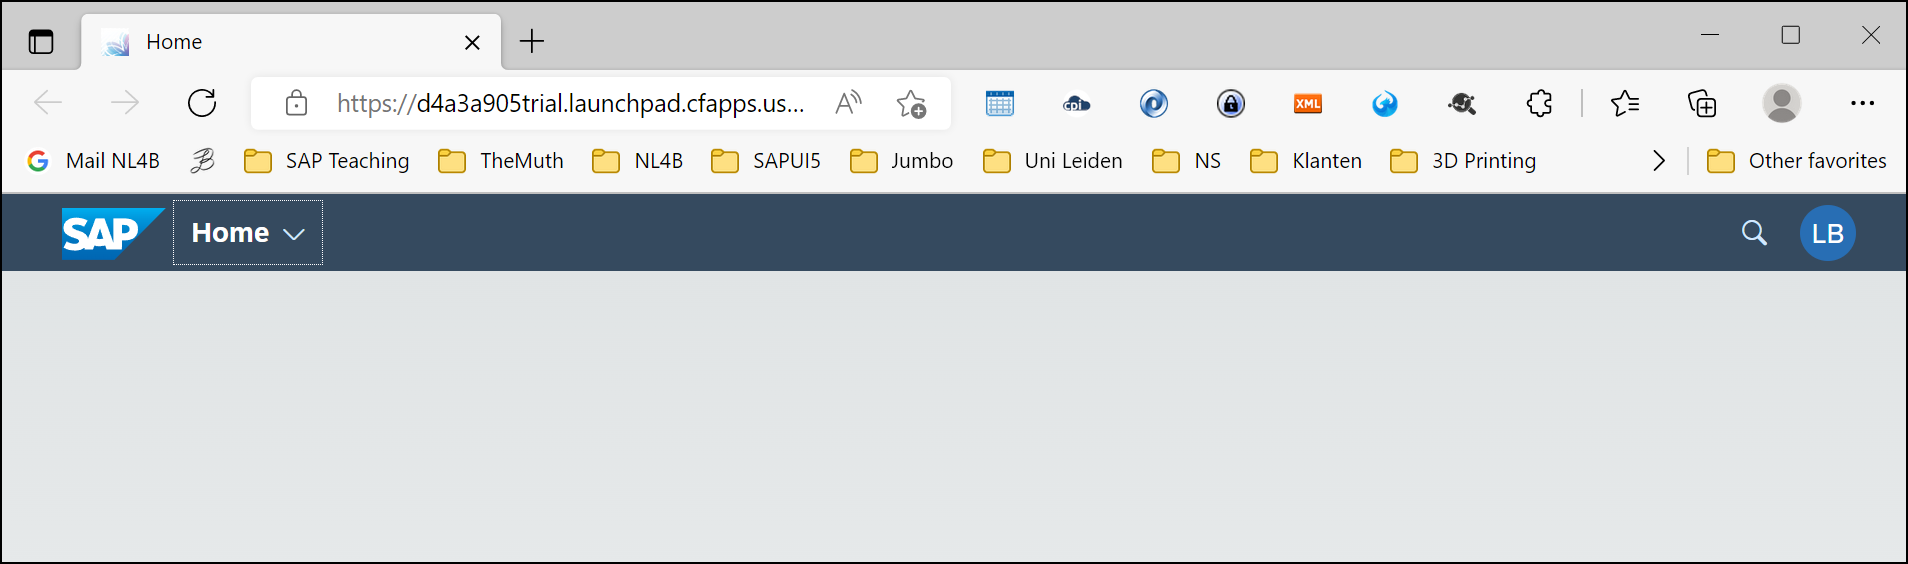 Home
https://d4a3a905trial.launchpad.cfapps.us...
cpi
XML
Mail NL4B SAP Teaching TheMuth NL4B SAPUI5 Jumbo Uni Leiden NS Klanten 3D Printing Other favorites
SAP Home LB